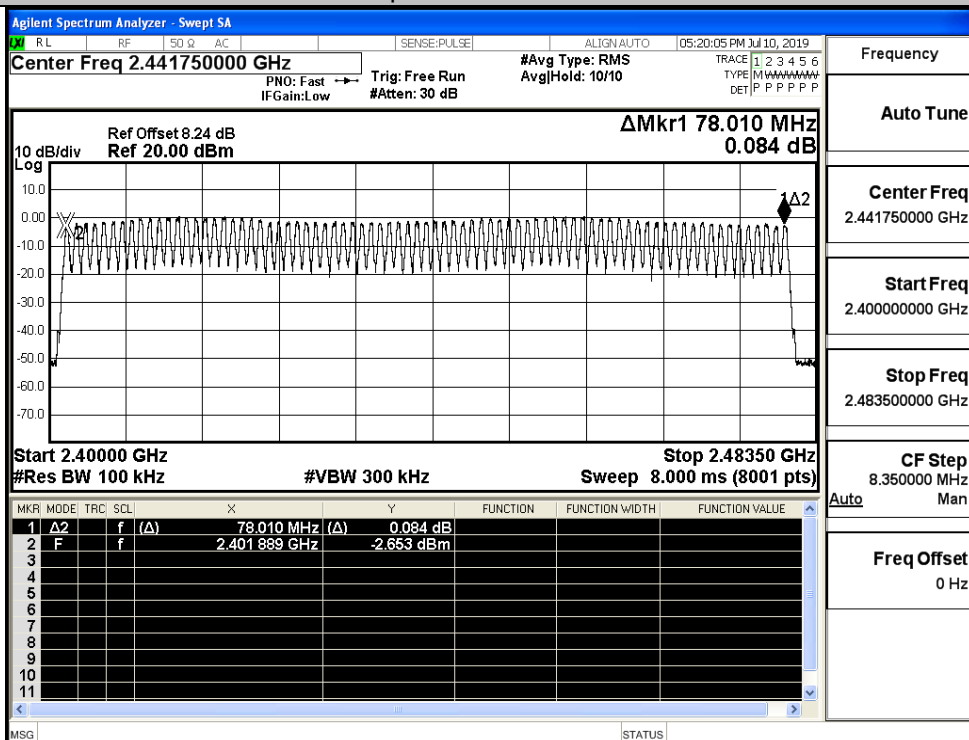 Agilent Spectrum Analyzer - Swept SA
LXI RL RF 50 Ω AC SENSE:PULSE ALIGN AUTO 05:20:05 PM Jul 10, 2019
Center Freq 2.441750000 GHz
PNO: Fast
IFGain:Low
Trig: Free Run
#Atten: 30 dB
#Avg Type: RMS
Avg|Hold: 10/10
TRACE 1 2 3 4 5 6
TYPE M WWWWW
DET P P P P P P
ΔMkr1 78.010 MHz
0.084 dB
Ref Offset 8.24 dB
10 dB/div Ref 20.00 dBm
Log
10.0
0.00
-10.0
-20.0
-30.0
-40.0
-50.0
-60.0
-70.0
2
1Δ2
Start 2.40000 GHz Stop 2.48350 GHz
#Res BW 100 kHz #VBW 300 kHz Sweep 8.000 ms (8001 pts)
MKR MODE TRC SCL X Y FUNCTION FUNCTION WIDTH FUNCTION VALUE
1 Δ2 f (Δ) 78.010 MHz (Δ) 0.084 dB
2 F f 2.401 889 GHz -2.653 dBm
3
4
5
6
7
8
9
10
11
MSG STATUS
Frequency
Auto Tune
Center Freq
2.441750000 GHz
Start Freq
2.400000000 GHz
Stop Freq
2.483500000 GHz
CF Step
8.350000 MHz
Auto Man
Freq Offset
0 Hz